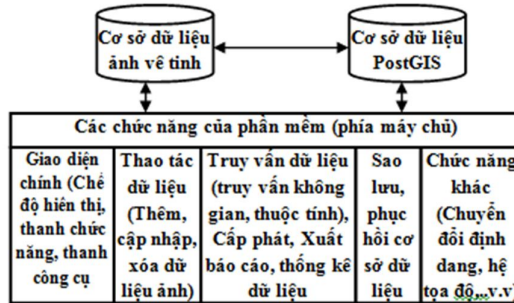 Cơ sở dữ liệu
ảnh vê tinh
Cơ sở dữ liệu
PostGIS
Các chức năng của phần mềm (phía máy chủ)
Giao diện
chính (Chế
độ hiển thị,
thanh chức
năng, thanh
công cụ
Thao tác
dữ liệu
(Thêm,
cập nhập,
xóa dữ
liệu ảnh)
Truy vấn dữ liệu
(truy vấn không
gian, thuộc tính),
Cấp phát, Xuất
báo cáo, thống kê
dữ liệu
Sao
lưu,
phục
hồi cơ
sở dữ
liệu
Chức năng
khác
(Chuyển
đổi định
dang, hệ
tọa độ,..v.v)